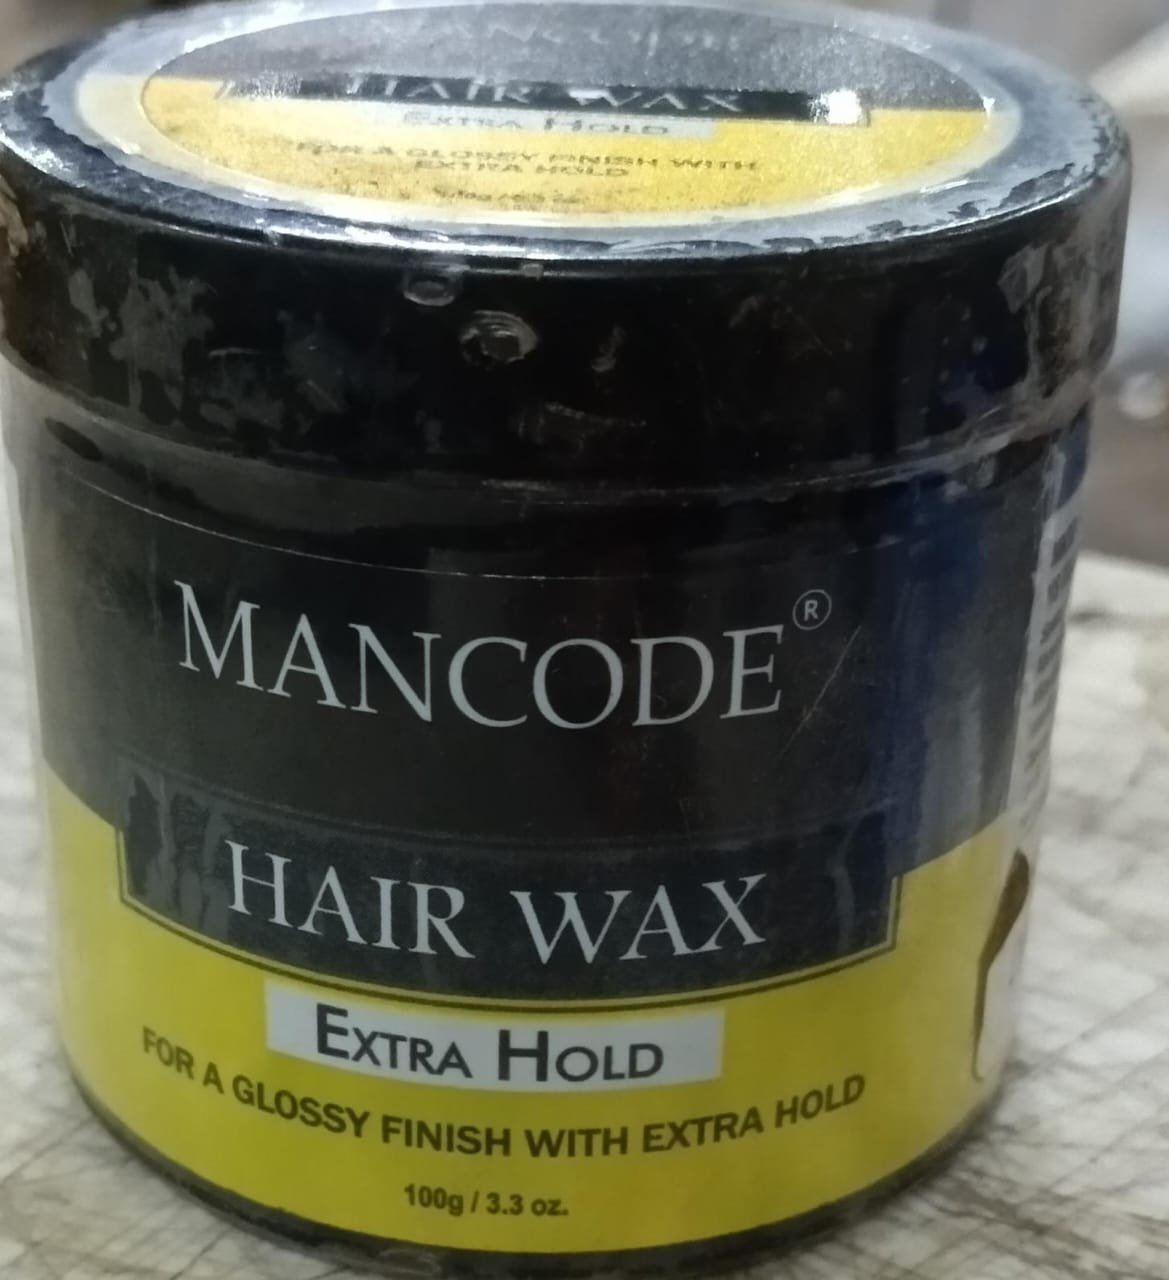 HAIR WAX
EXTRA HOLD
FOR A GLOSSY FINISH WITH
EXTRA HOLD
MANCODE®
HAIR WAX
EXTRA HOLD
FOR A GLOSSY FINISH WITH EXTRA HOLD
100g / 3.3 oz.